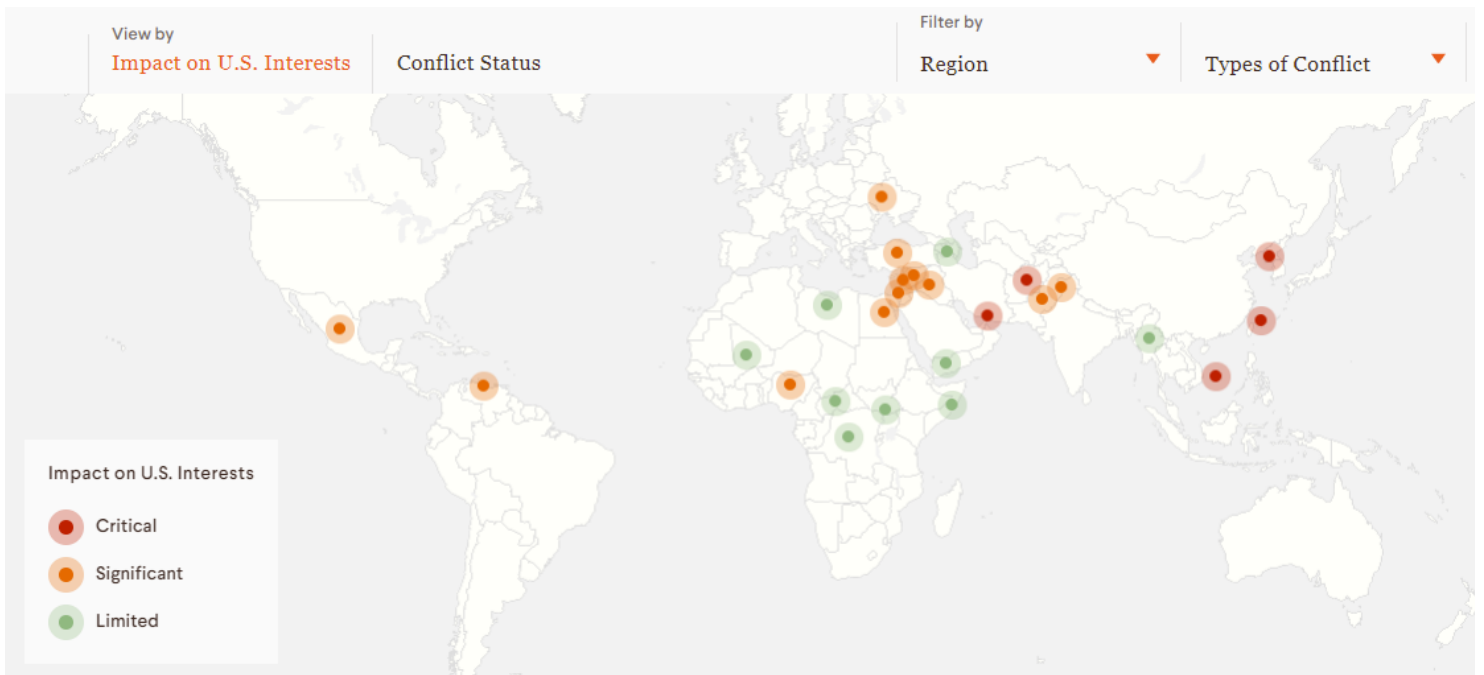 View by
Impact on U.S. Interests
Conflict Status
Filter by
Region
Types of Conflict
Impact on U.S. Interests
Critical
Significant
Limited